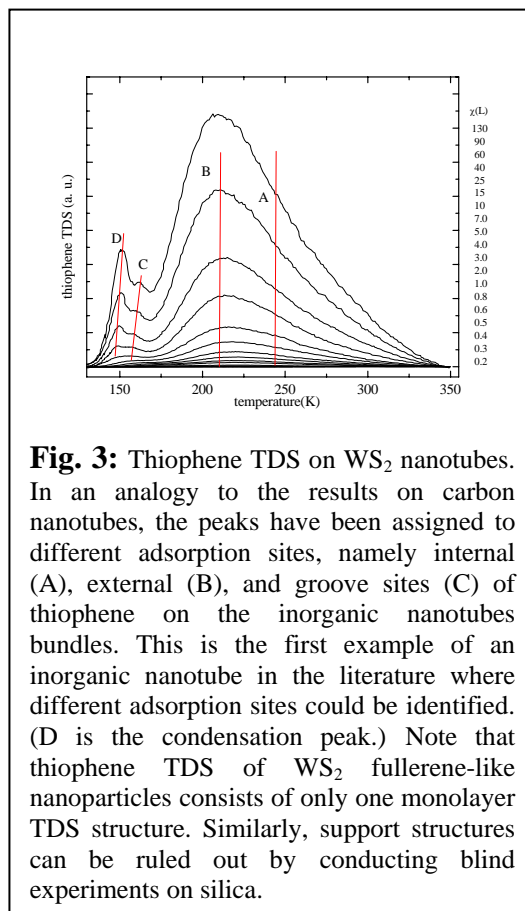 χ(L)
130
90
60
40
25
15
10
7.0
5.0
4.0
3.0
2.0
1.0
0.8
0.6
0.5
0.4
0.3
0.2
B
A
D
C
thiophene TDS (a. u.)
150 200 250 300 350
temperature(K)
Fig. 3: Thiophene TDS on WS₂ nanotubes.
In an analogy to the results on carbon
nanotubes, the peaks have been assigned to
different adsorption sites, namely internal
(A), external (B), and groove sites (C) of
thiophene on the inorganic nanotubes
bundles. This is the first example of an
inorganic nanotube in the literature where
different adsorption sites could be identified.
(D is the condensation peak.) Note that
thiophene TDS of WS₂ fullerene-like
nanoparticles consists of only one monolayer
TDS structure. Similarly, support structures
can be ruled out by conducting blind
experiments on silica.